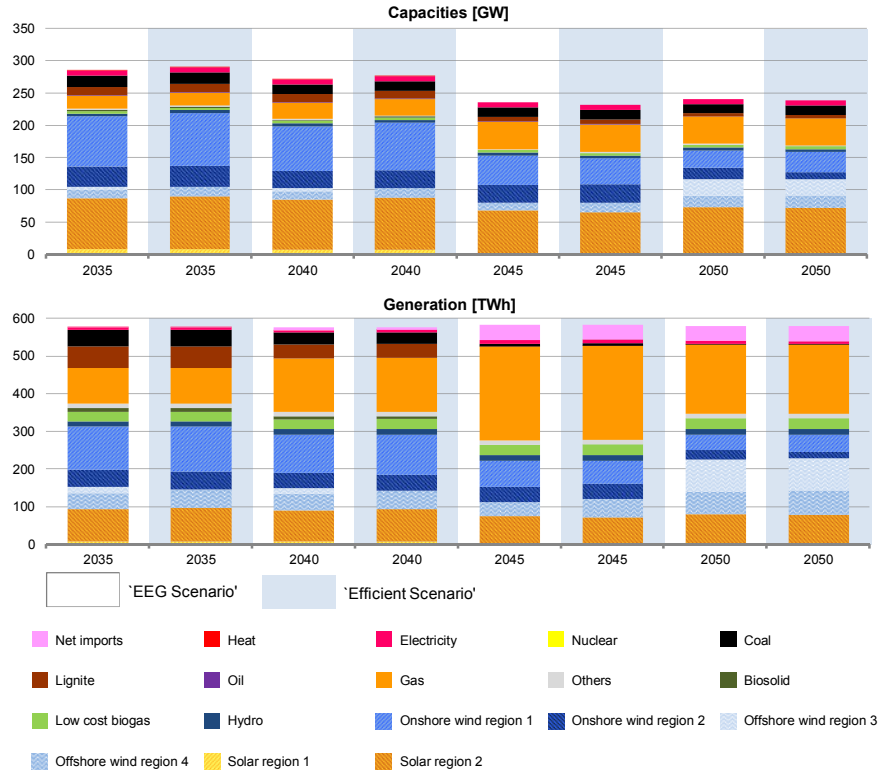 Capacities [GW]
350
300
250
200
150
100
50
0
2035 2035 2040 2040 2045 2045 2050 2050
Generation [TWh]
600
500
400
300
200
100
0
2035 2035 2040 2040 2045 2045 2050 2050
`EEG Scenario' `Efficient Scenario'
Net imports Heat Electricity Nuclear Coal
Lignite Oil Gas Others Biosolid
Low cost biogas Hydro Onshore wind region 1 Onshore wind region 2 Offshore wind region 3
Offshore wind region 4 Solar region 1 Solar region 2